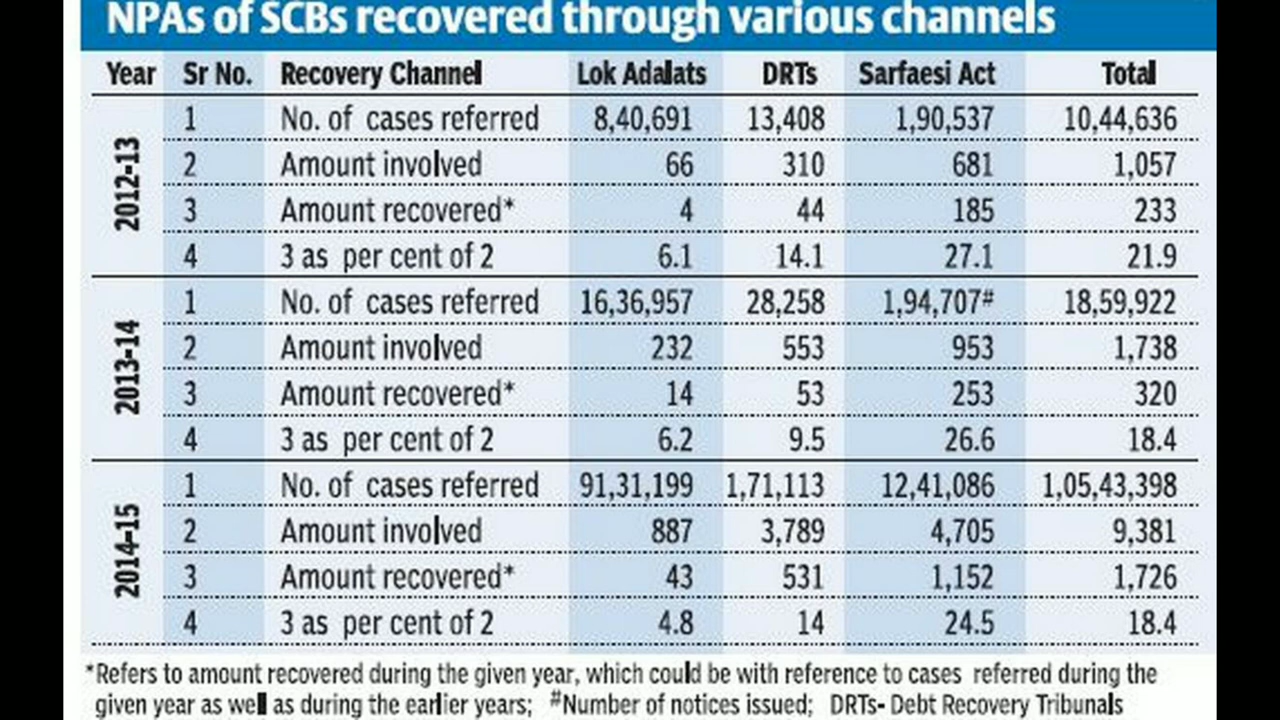 NPAs of SCBs recovered through various channels
Year Sr No. Recovery Channel Lok Adalats DRTs Sarfaesi Act Total
2012-13
1 No. of cases referred 8,40,691 13,408 1,90,537 10,44,636
2 Amount involved 66 310 681 1,057
3 Amount recovered* 4 44 185 233
4 3 as per cent of 2 6.1 14.1 27.1 21.9
2013-14
1 No. of cases referred 16,36,957 28,258 1,94,707# 18,59,922
2 Amount involved 232 553 953 1,738
3 Amount recovered* 14 53 253 320
4 3 as per cent of 2 6.2 9.5 26.6 18.4
2014-15
1 No. of cases referred 91,31,199 1,71,113 12,41,086 1,05,43,398
2 Amount involved 887 3,789 4,705 9,381
3 Amount recovered* 43 531 1,152 1,726
4 3 as per cent of 2 4.8 14 24.5 18.4
*Refers to amount recovered during the given year, which could be with reference to cases referred during the
given year as well as during the earlier years; #Number of notices issued; DRTs- Debt Recovery Tribunals